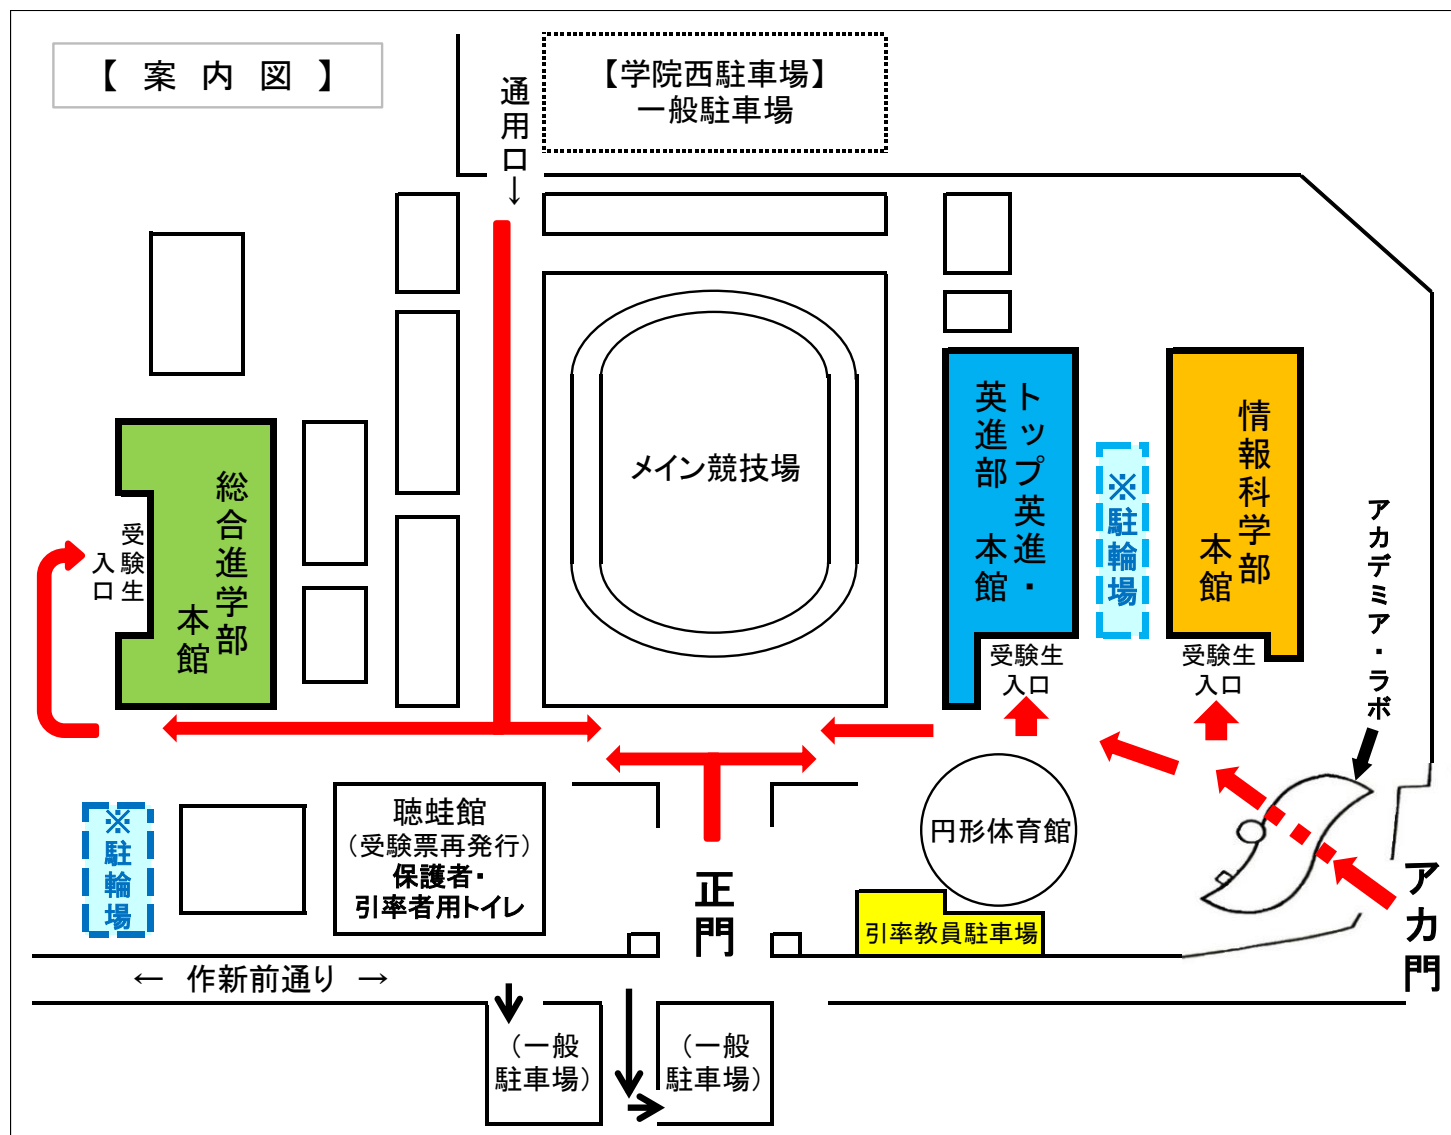 【 案 内 図 】
通用口
↓
【学院西駐車場】
一般駐車場
メイン競技場
トップ英進・
英進部 本館
※駐輪場
情報科学部
本館
アカデミア・ラボ
総合進学部
本館
受験生
入口
受験生
入口
受験生
入口
※駐輪場
聴蛙館
（受験票再発行）
保護者・
引率者用トイレ
正門
円形体育館
引率教員駐車場
アカ門
← 作新前通り →
（一般
駐車場）
（一般
駐車場）